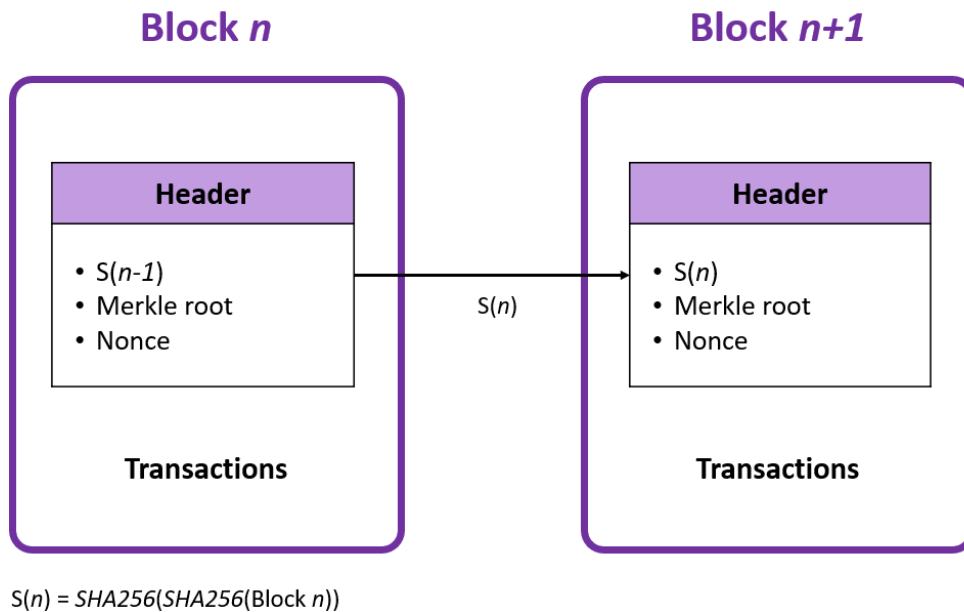 Block n
Block n+1
Header
• S(n-1)
• Merkle root
• Nonce
Transactions
S(n)
Header
• S(n)
• Merkle root
• Nonce
Transactions
S(n) = SHA256(SHA256(Block n))